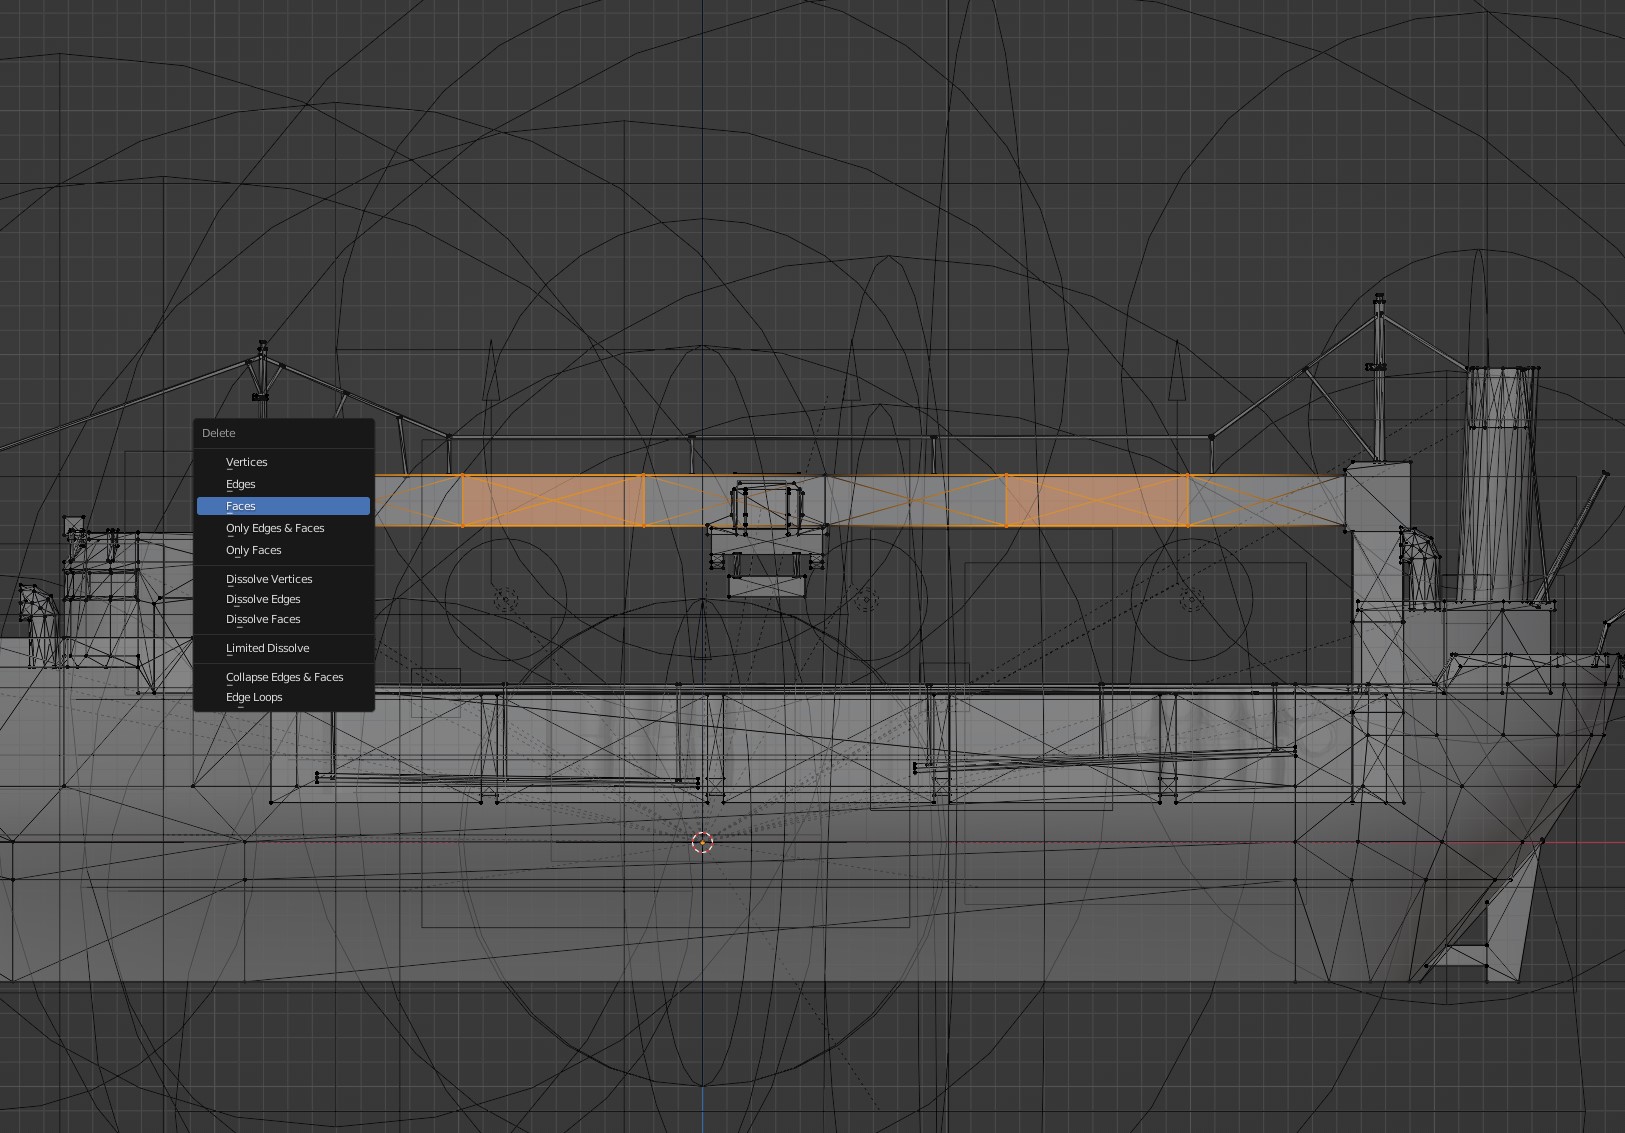 Delete
Vertices
Edges
Faces
Only Edges & Faces
Only Faces
Dissolve Vertices
Dissolve Edges
Dissolve Faces
Limited Dissolve
Collapse Edges & Faces
Edge Loops